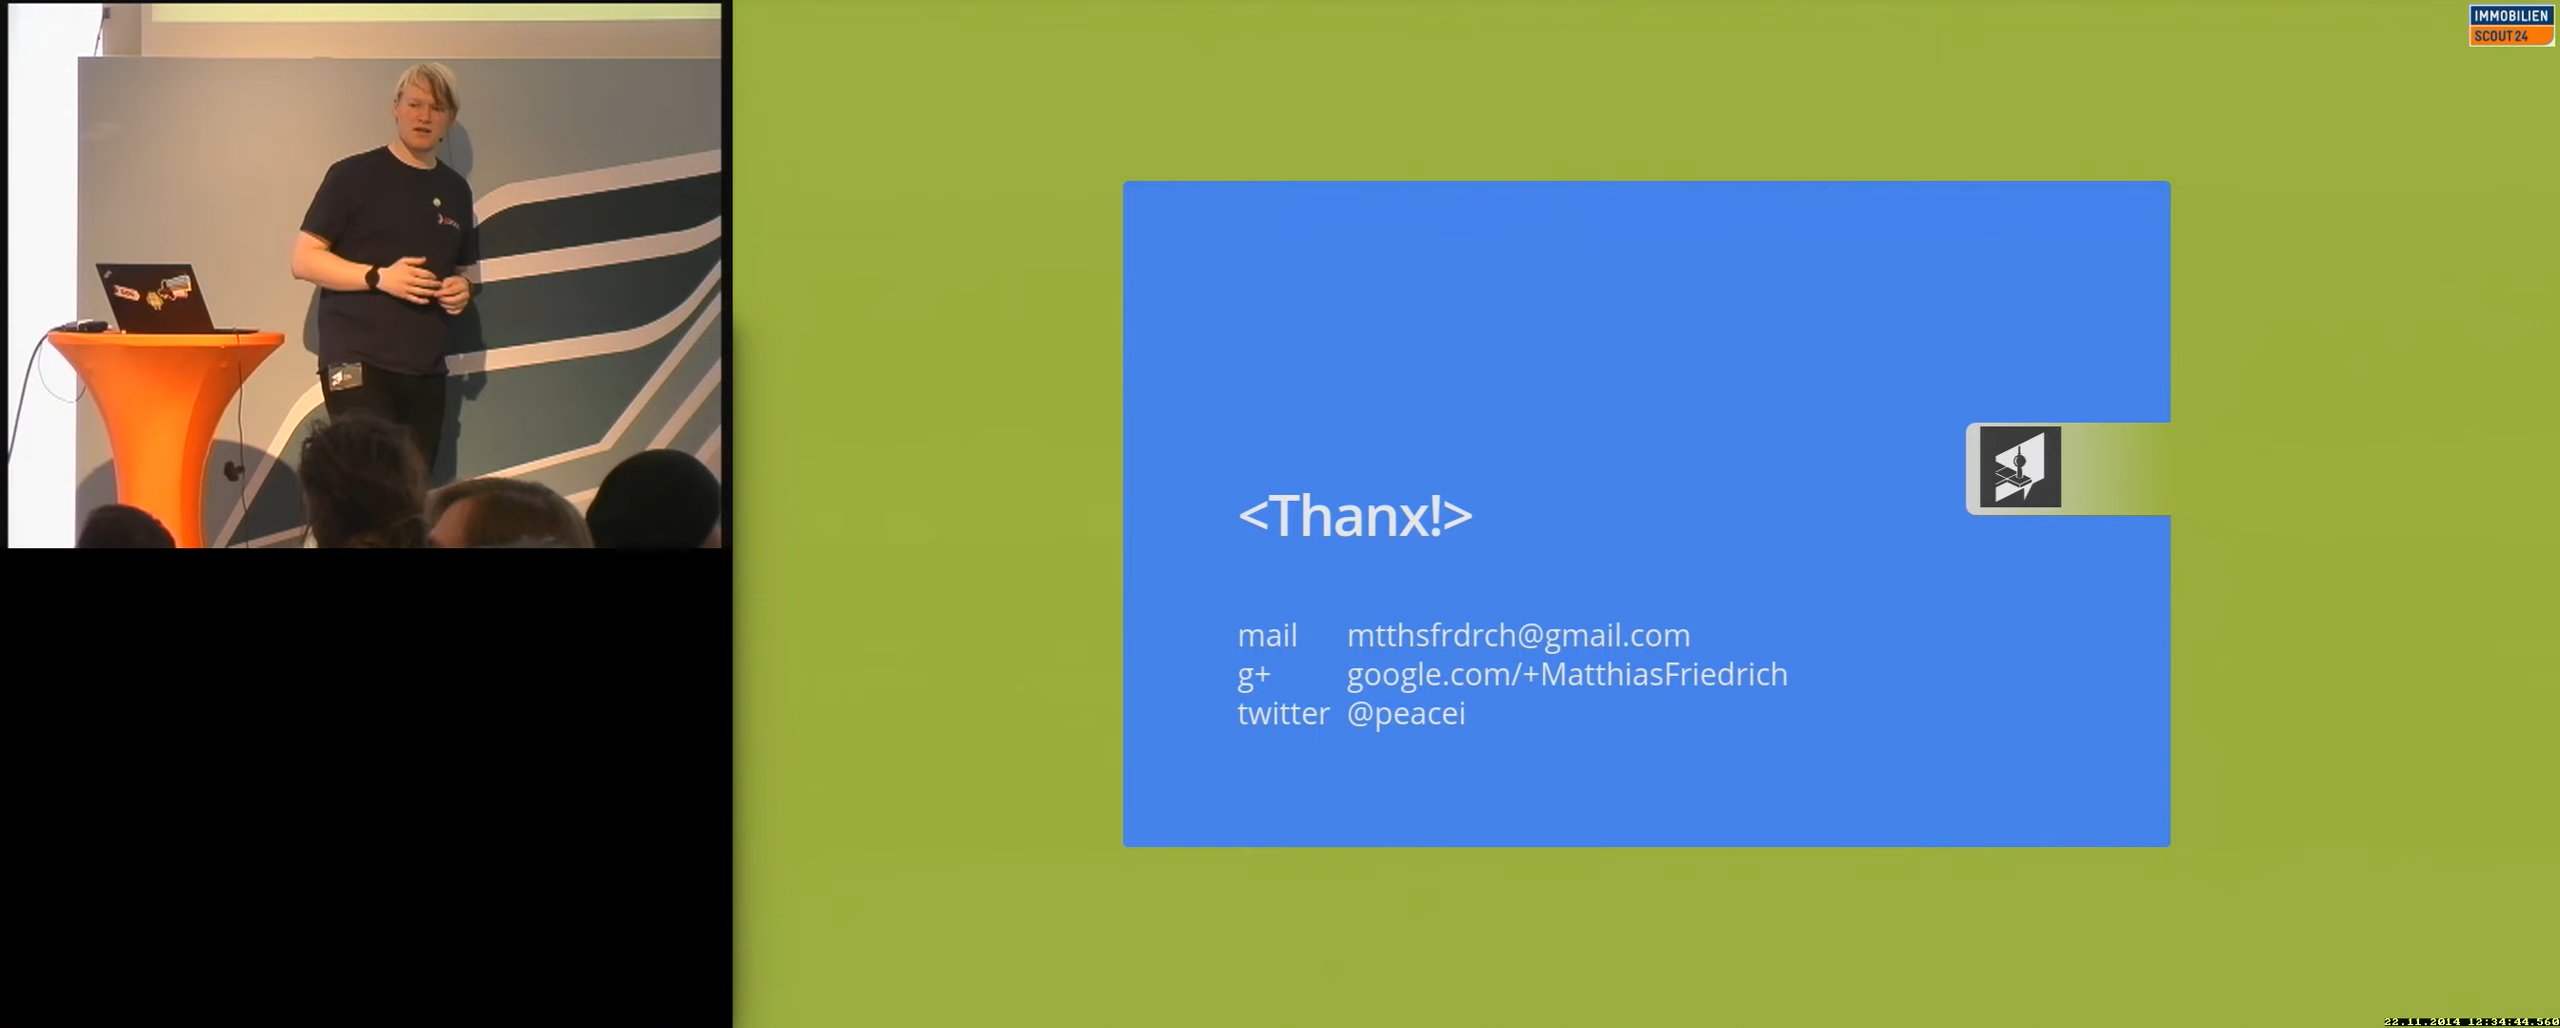 IMMOBILIEN
SCOUT24
<Thanx!>
mail mtthsfrdrch@gmail.com
g+ google.com/+MatthiasFriedrich
twitter @peacei
22.11.2014 12:34:44.560